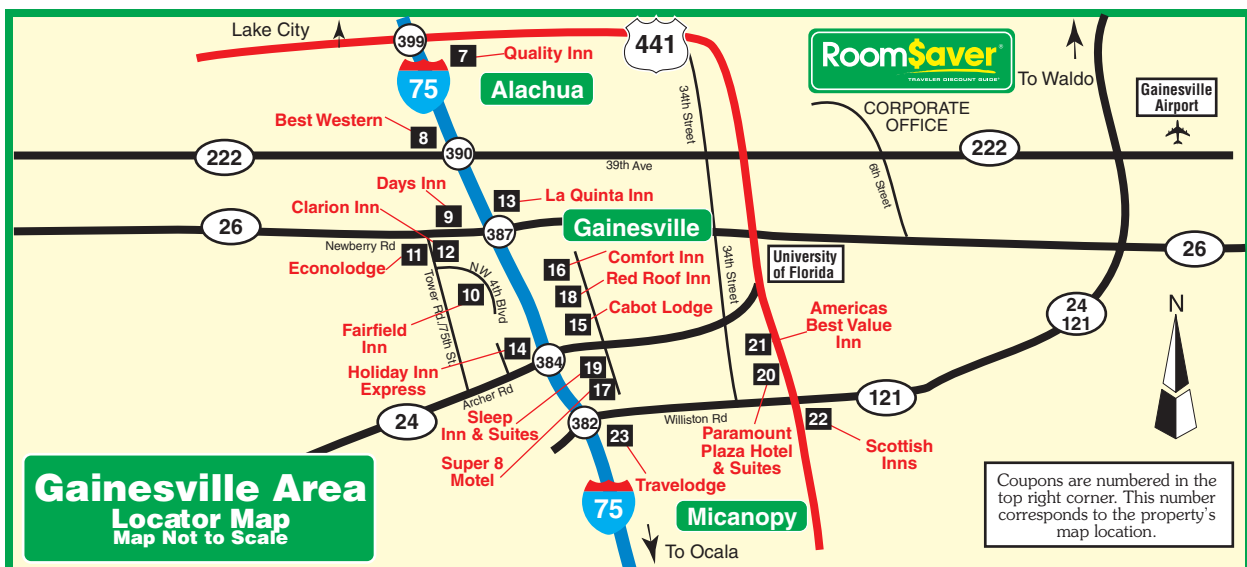 Lake City
399
7
Quality Inn
441
RoomSaver®
TRAVELER DISCOUNT GUIDE®
To Waldo
Gainesville
Airport
75
Alachua
34th Street
CORPORATE
OFFICE
Best Western
8
222
390
39th Ave
222
6th Street
Days Inn
9
13
La Quinta Inn
Clarion Inn
26
387
Gainesville
26
Newberry Rd
11
12
Econolodge
NW 4th Blvd
10
Tower Rd./75th St.
Fairfield
Inn
16
Comfort Inn
18
Red Roof Inn
15
Cabot Lodge
34th Street
University
of Florida
Americas
Best Value
Inn
21
20
24
121
N
14
Holiday Inn
Express
384
19
17
Archer Rd
24
Sleep
Inn & Suites
Super 8
Motel
382
Williston Rd
121
23
Travelodge
Paramount
Plaza Hotel
& Suites
22
Scottish
Inns
75
Micanopy
To Ocala
Gainesville Area
Locator Map
Map Not to Scale
Coupons are numbered in the
top right corner. This number
corresponds to the property's
map location.